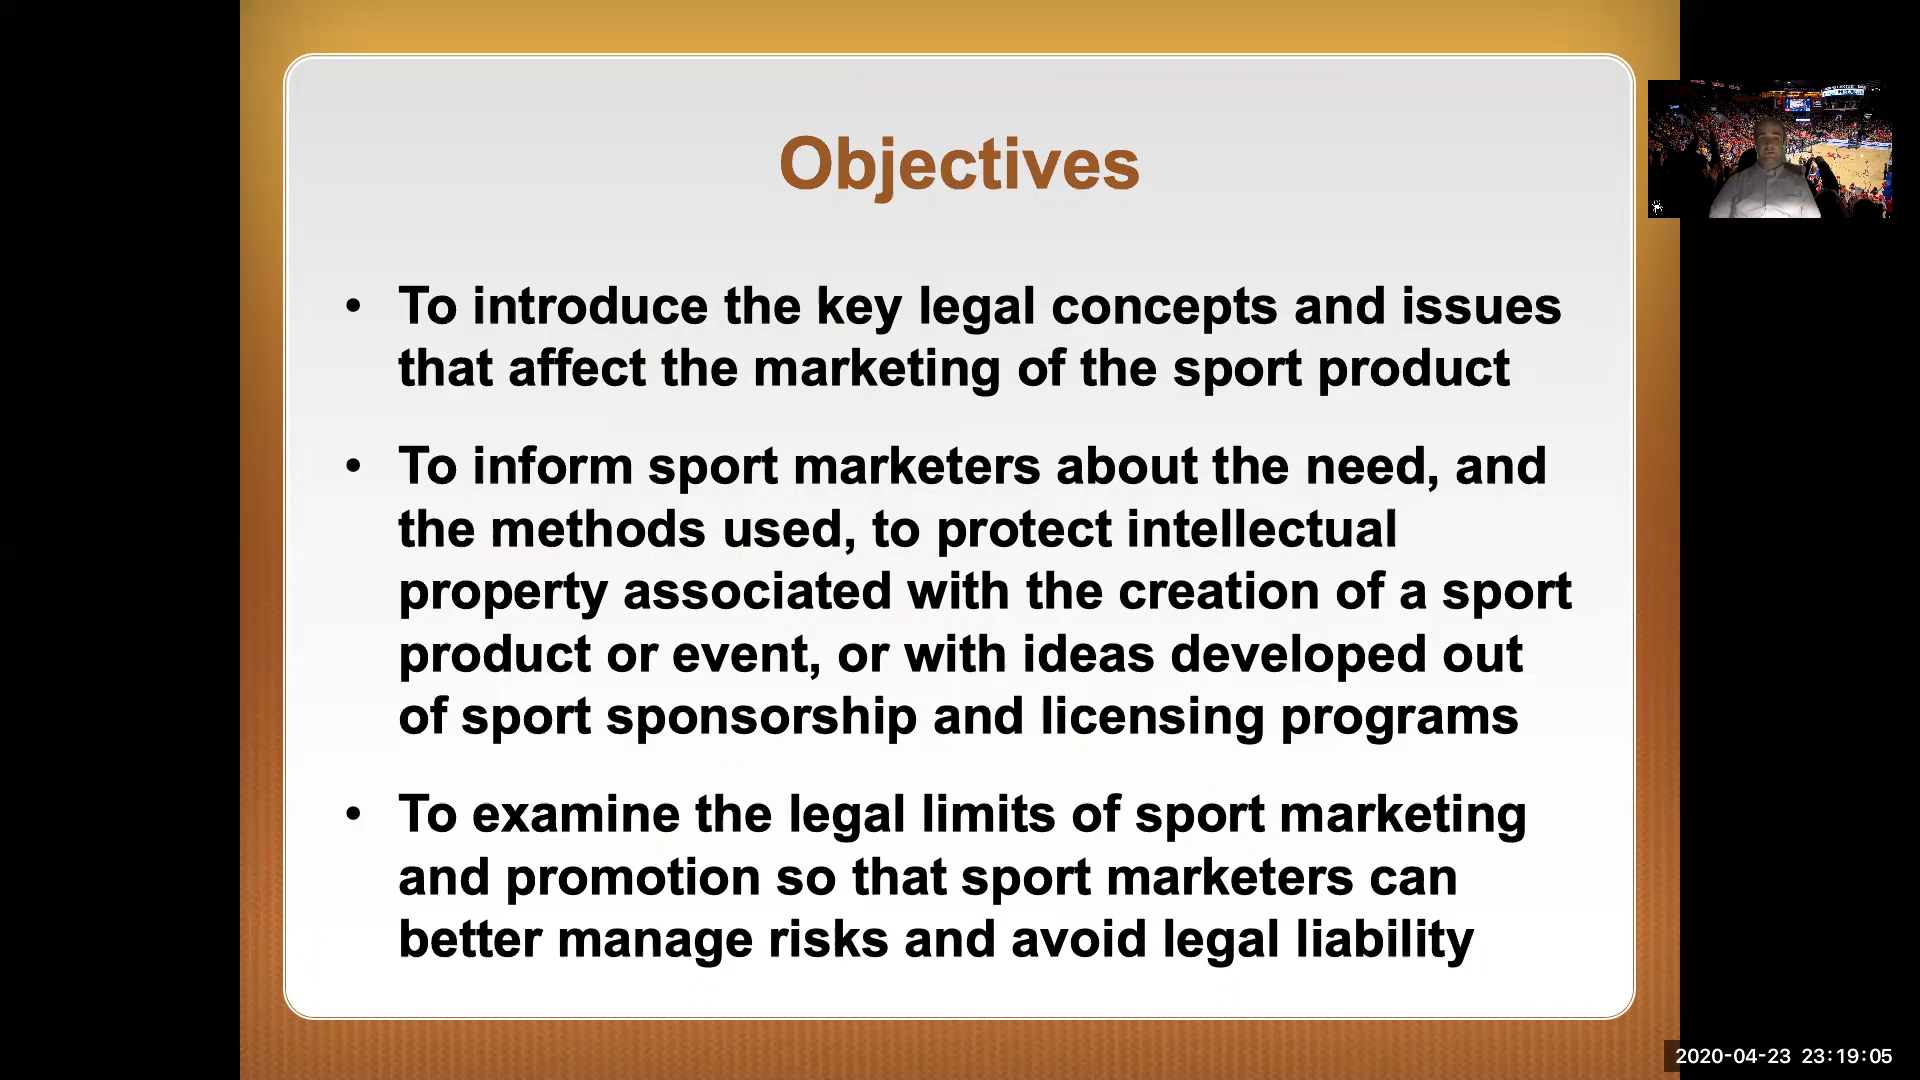 Objectives
• To introduce the key legal concepts and issues
that affect the marketing of the sport product
• To inform sport marketers about the need, and
the methods used, to protect intellectual
property associated with the creation of a sport
product or event, or with ideas developed out
of sport sponsorship and licensing programs
• To examine the legal limits of sport marketing
and promotion so that sport marketers can
better manage risks and avoid legal liability
2020-04-23 23:19:05